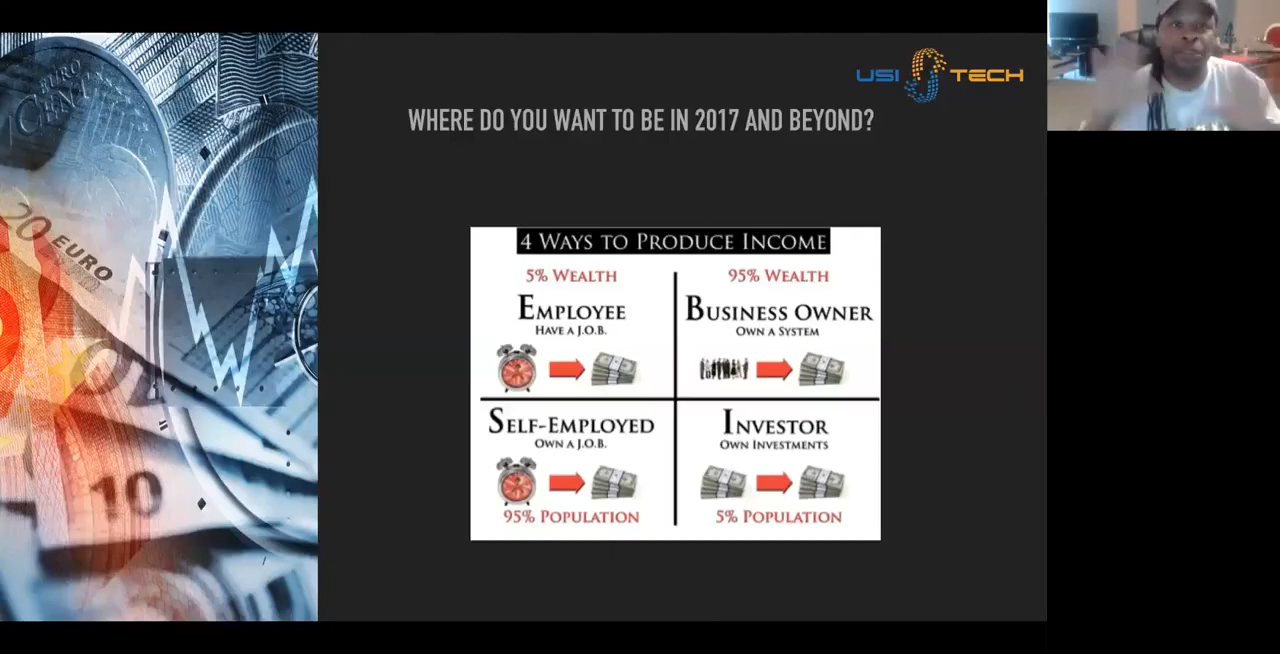 EURO
CENT
20 EURO
10
USI TECH
WHERE DO YOU WANT TO BE IN 2017 AND BEYOND?
4 WAYS TO PRODUCE INCOME
5% WEALTH
95% WEALTH
EMPLOYEE
HAVE A J.O.B.
BUSINESS OWNER
OWN A SYSTEM
SELF-EMPLOYED
OWN A J.O.B.
INVESTOR
OWN INVESTMENTS
95% POPULATION
5% POPULATION